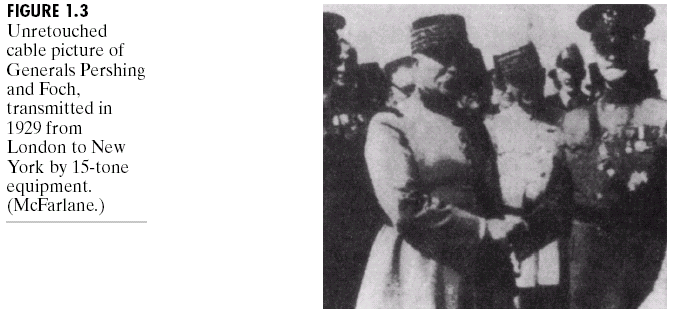 FIGURE 1.3
Unretouched
cable picture of
Generals Pershing
and Foch,
transmitted in
1929 from
London to New
York by 15-tone
equipment.
(McFarlane.)